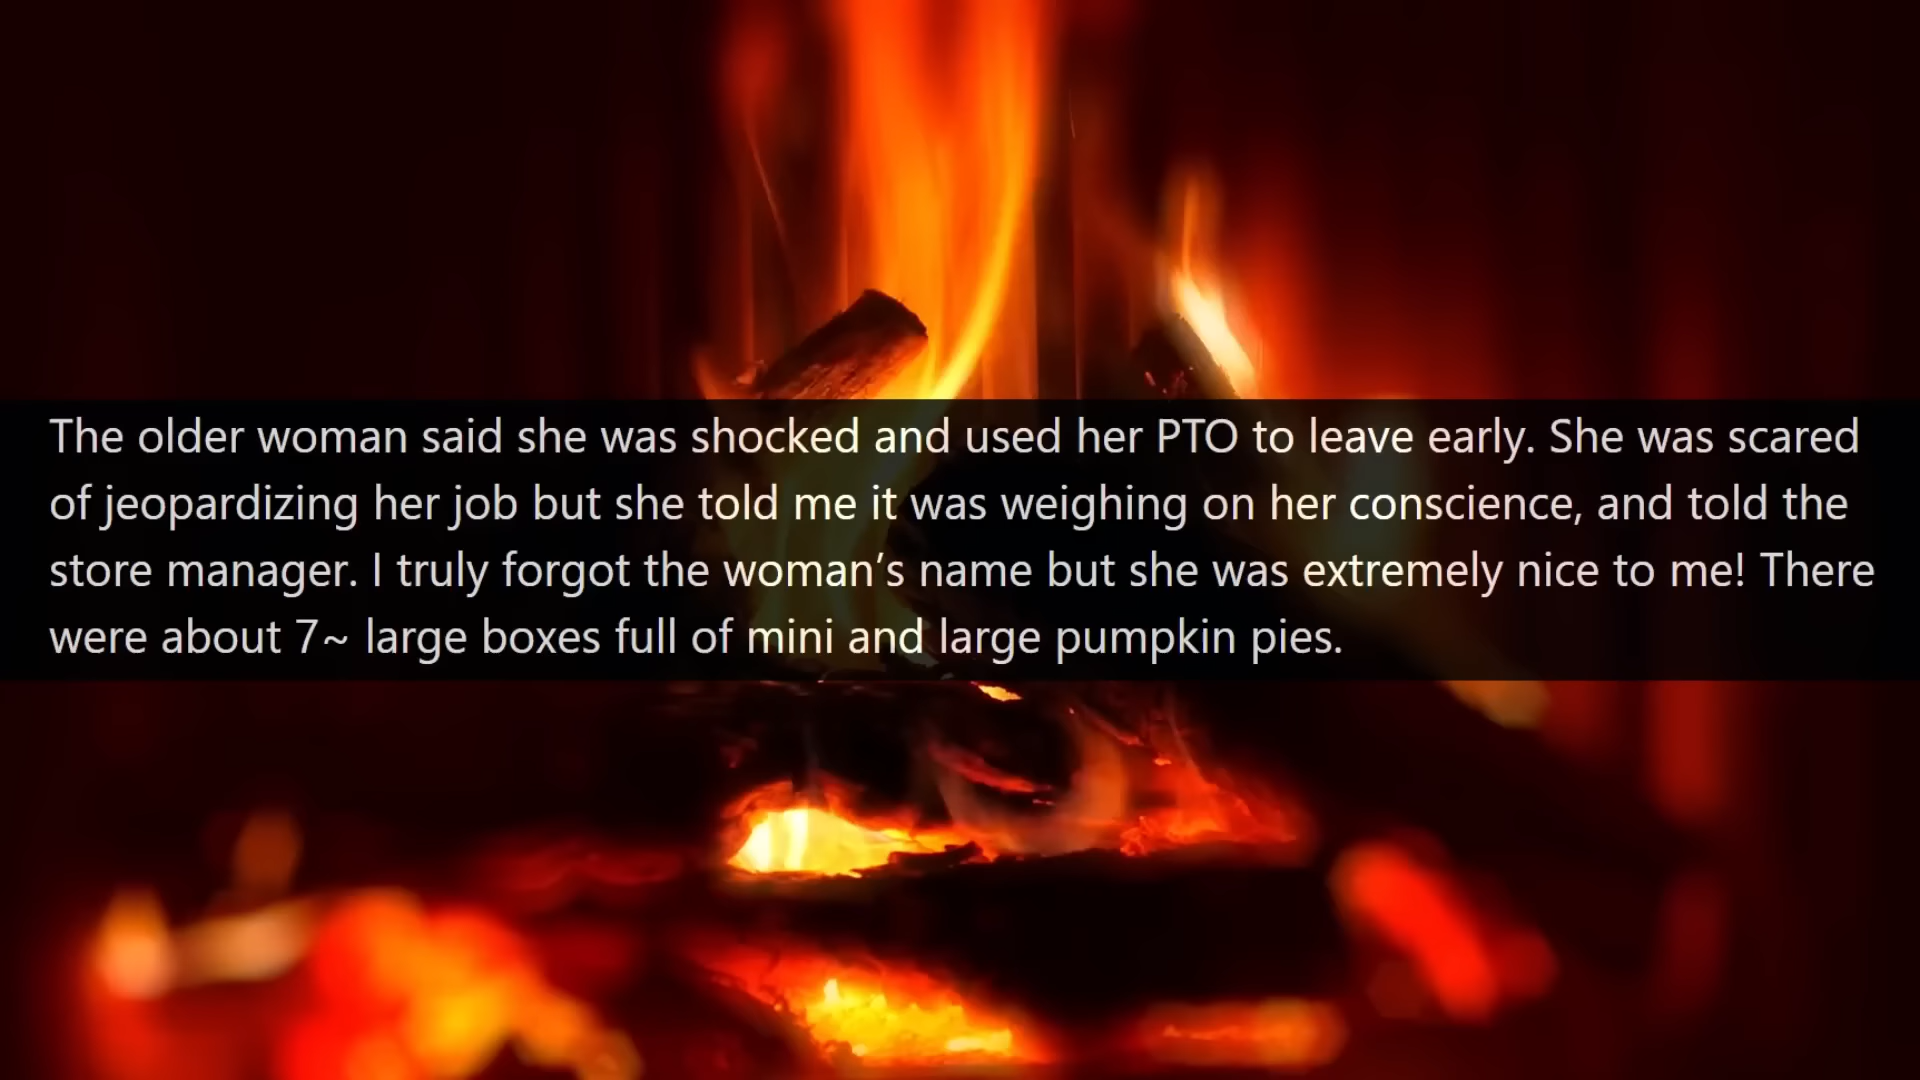 The older woman said she was shocked and used her PTO to leave early. She was scared
of jeopardizing her job but she told me it was weighing on her conscience, and told the
store manager. I truly forgot the woman’s name but she was extremely nice to me! There
were about 7~ large boxes full of mini and large pumpkin pies.